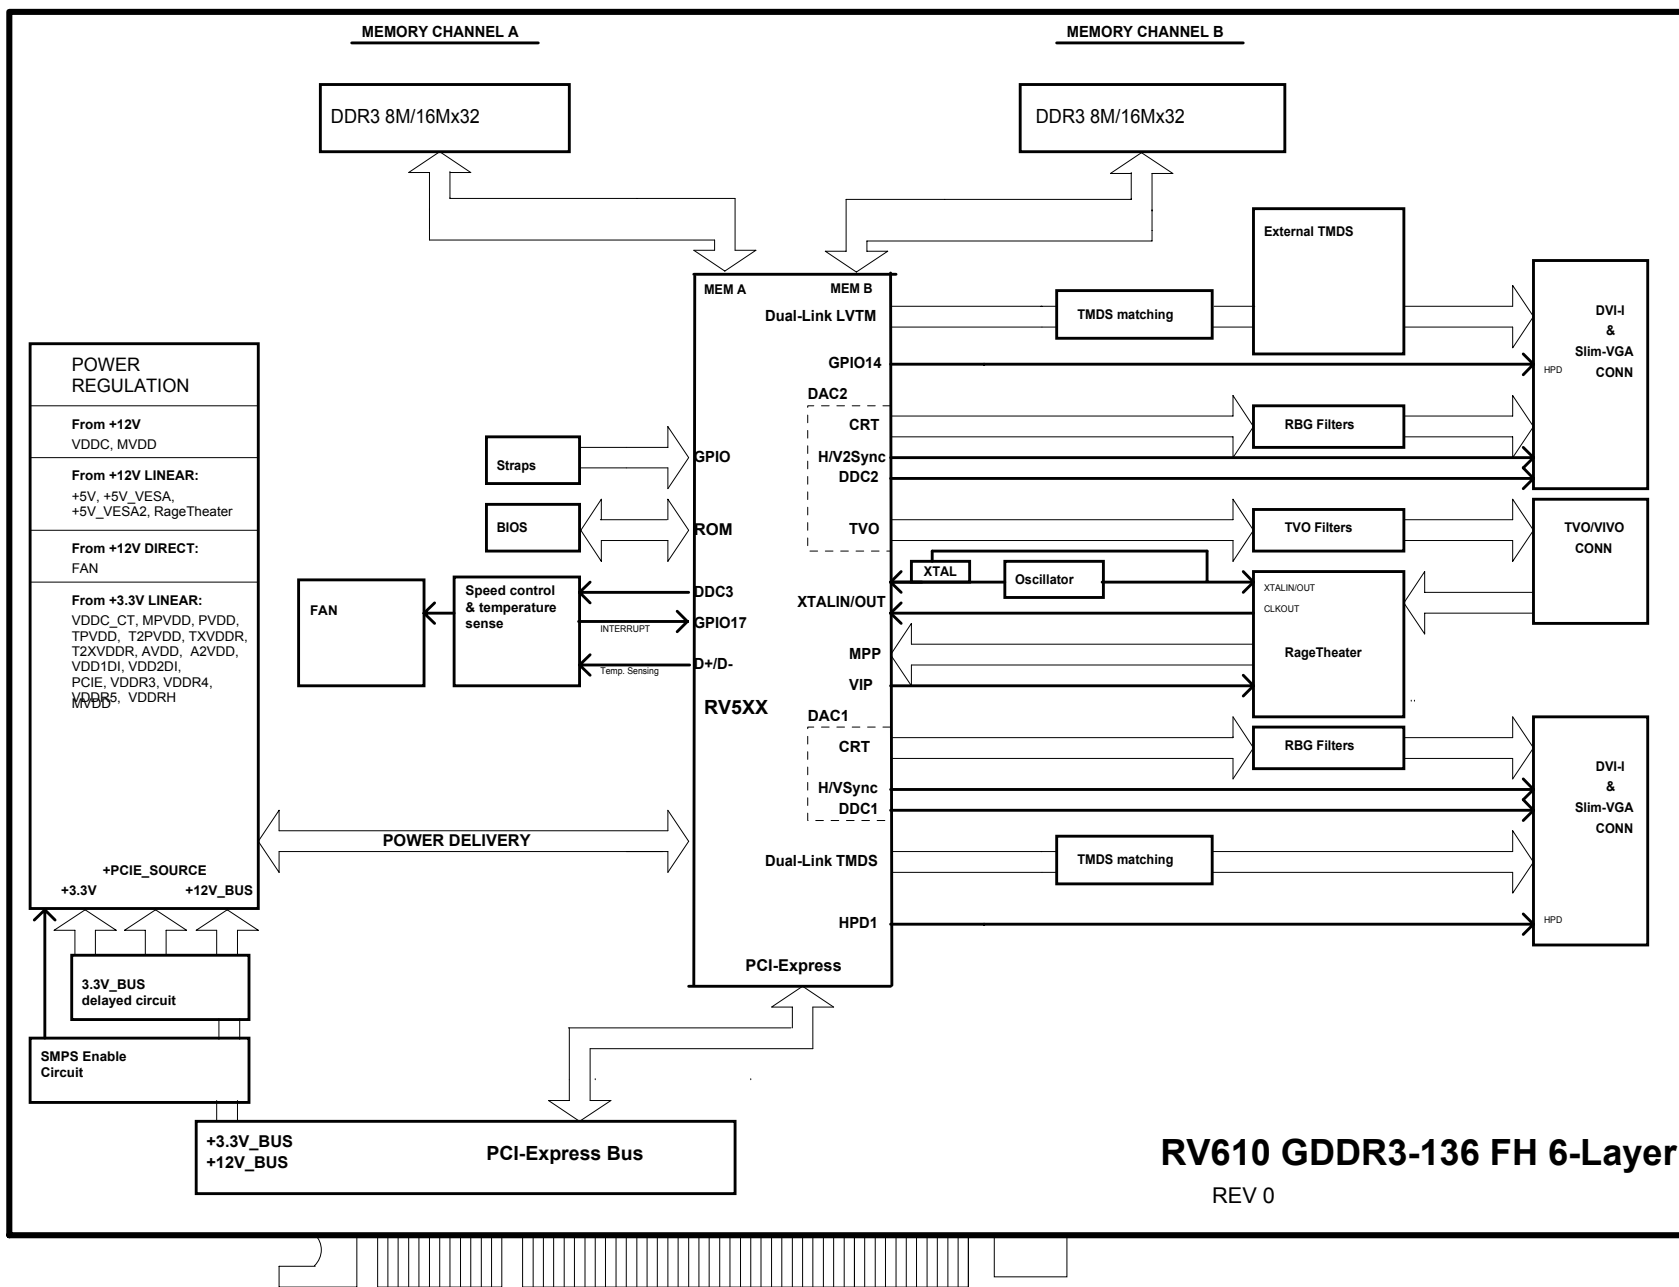 MEMORY CHANNEL A
MEMORY CHANNEL B
DDR3 8M/16Mx32
DDR3 8M/16Mx32
External TMDS
MEM A
MEM B
Dual-Link LVTM
TMDS matching
DVI-I
&
Slim-VGA
CONN
HPD
GPIO14
DAC2
CRT
RBG Filters
H/V2Sync
DDC2
TVO
TVO Filters
TVO/VIVO
CONN
POWER
REGULATION
From +12V
VDDC, MVDD
From +12V LINEAR:
+5V, +5V_VESA,
+5V_VESA2, RageTheater
From +12V DIRECT:
FAN
From +3.3V LINEAR:
VDDC_CT, MPVDD, PVDD,
TPVDD, T2PVDD, TXVDDR,
T2XVDDR, AVDD, A2VDD,
VDD1DI, VDD2DI,
PCIE, VDDR3, VDDR4,
VDDR5, VDDRH
MVDD
+PCIE_SOURCE
+3.3V
+12V_BUS
Straps
GPIO
BIOS
ROM
FAN
Speed control
& temperature
sense
DDC3
INTERRUPT
GPIO17
Temp. Sensing
D+/D-
RV5XX
XTAL
Oscillator
XTALIN/OUT
XTALIN/OUT
CLKOUT
RageTheater
MPP
VIP
DAC1
CRT
RBG Filters
H/VSync
DDC1
DVI-I
&
Slim-VGA
CONN
HPD
POWER DELIVERY
Dual-Link TMDS
TMDS matching
HPD1
PCI-Express
3.3V_BUS
delayed circuit
SMPS Enable
Circuit
+3.3V_BUS
+12V_BUS
PCI-Express Bus
RV610 GDDR3-136 FH 6-Layer
REV 0